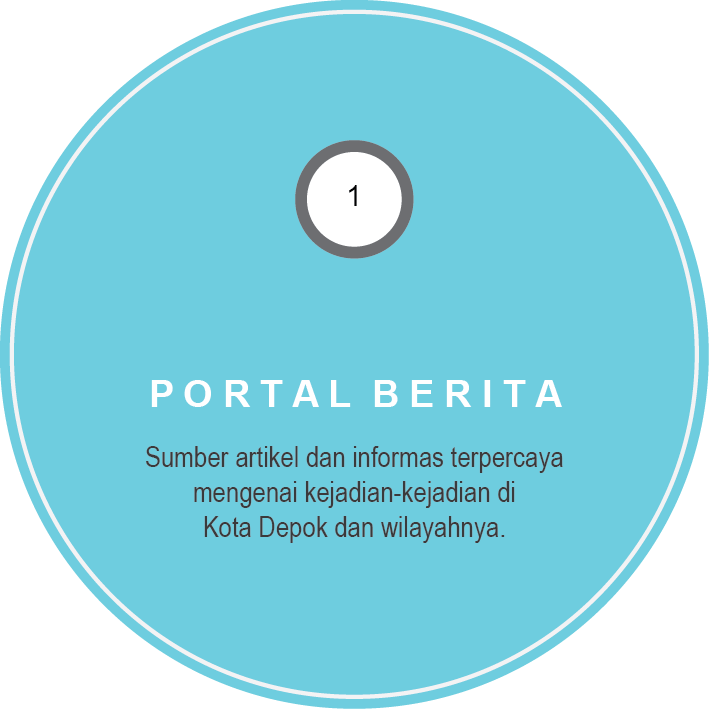 1
PORTAL BERITA
Sumber artikel dan informas terpercaya
mengenai kejadian-kejadian di
Kota Depok dan wilayahnya.